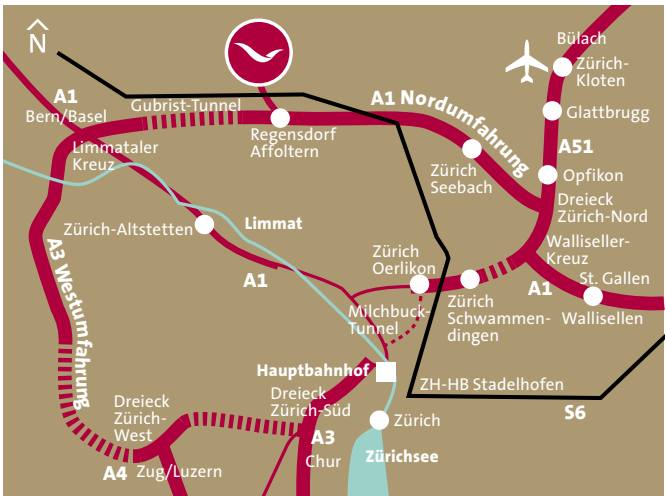 N
Bülach
Zürich-
Kloten
A1
Bern/Basel
Gubrist-Tunnel
A1 Nordumfahrung
Glattbrugg
Regensdorf
Affoltern
Limmataler
Kreuz
A51
Zürich
Seebach
Opfikon
Dreieck
Zürich-Nord
Zürich-Altstetten
Limmat
A3 Westumfahrung
Zürich
Oerlikon
Walliseller-
Kreuz
A1
A1
St. Gallen
Milchbuck-
Tunnel
Zürich
Schwammen-
dingen
Wallisellen
Hauptbahnhof
ZH-HB Stadelhofen
Dreieck
Zürich-West
Dreieck
Zürich-Süd
S6
Zürich
A3
Chur
Zürichsee
A4
Zug/Luzern